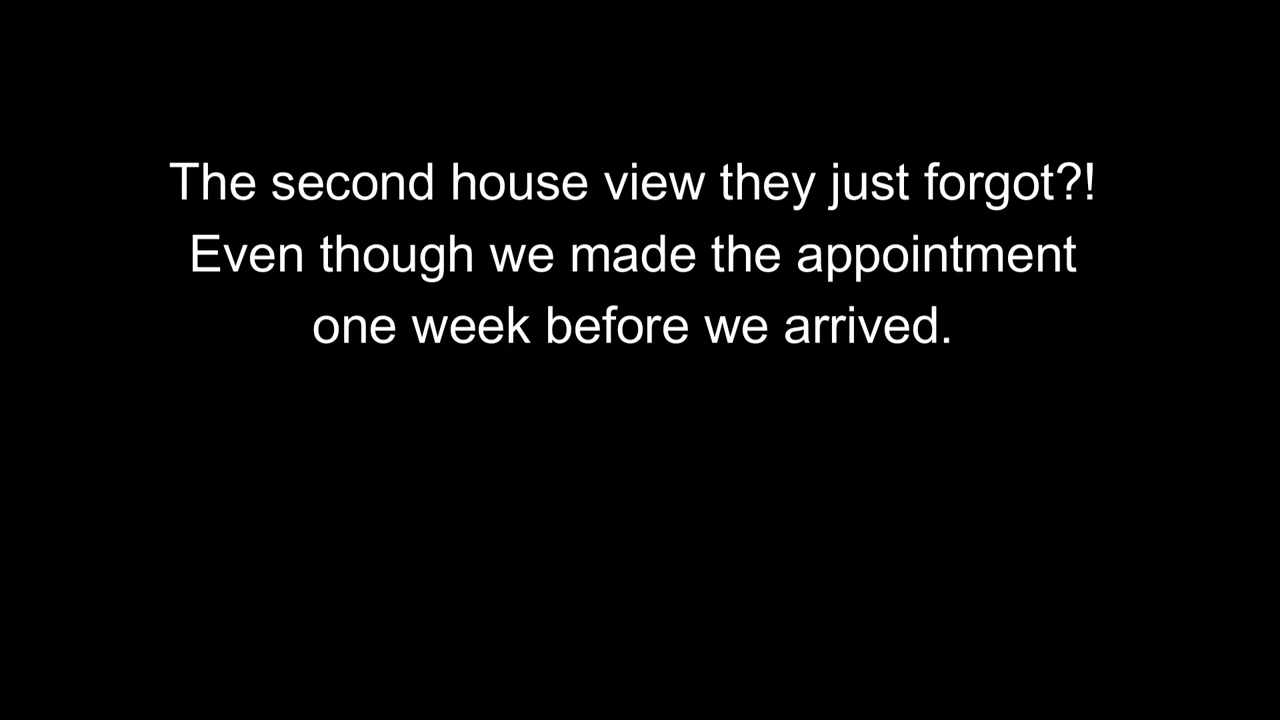 The second house view they just forgot?!
Even though we made the appointment
one week before we arrived.